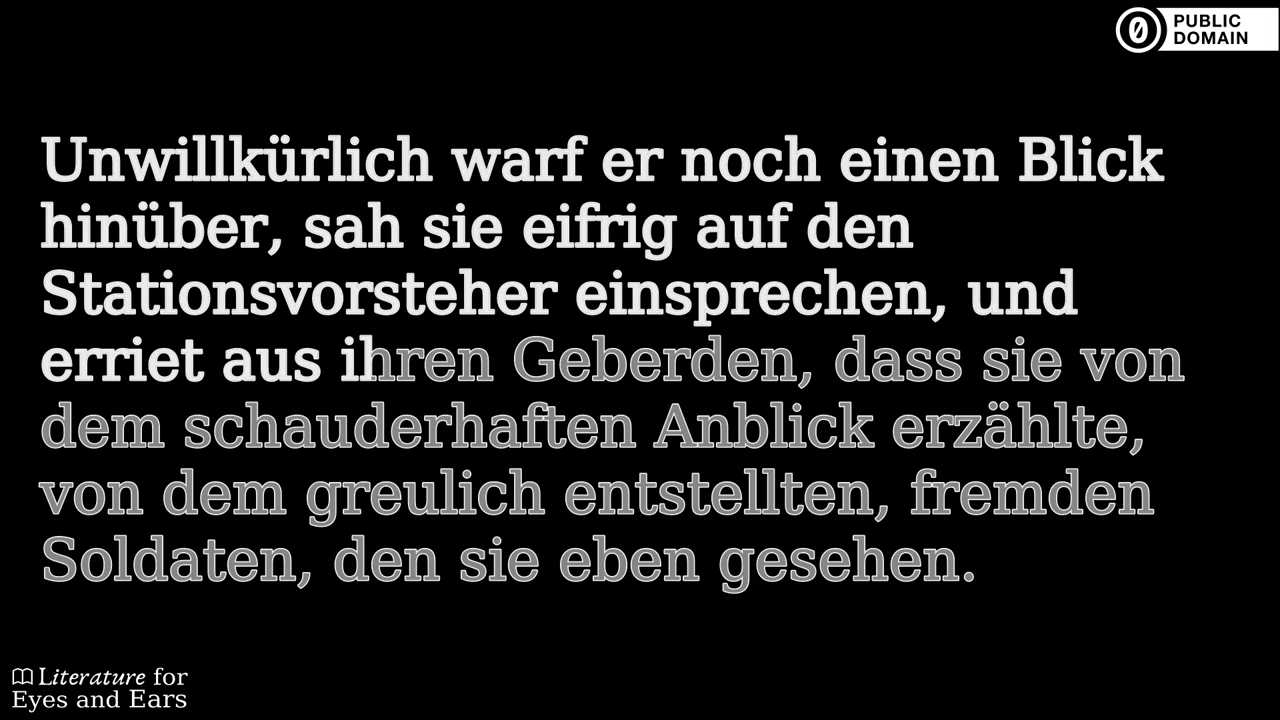 PUBLIC
DOMAIN
Unwillkürlich warf er noch einen Blick
hinüber, sah sie eifrig auf den
Stationsvorsteher einsprechen, und
erriet aus ihren Geberden, dass sie von
dem schauderhaften Anblick erzählte,
von dem greulich entstellten, fremden
Soldaten, den sie eben gesehen.
Literature for
Eyes and Ears